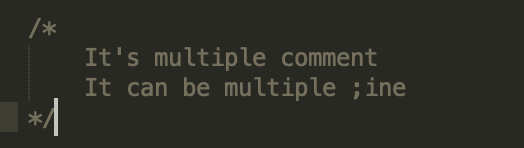 /*
It's multiple comment
It can be multiple ;ine
*/